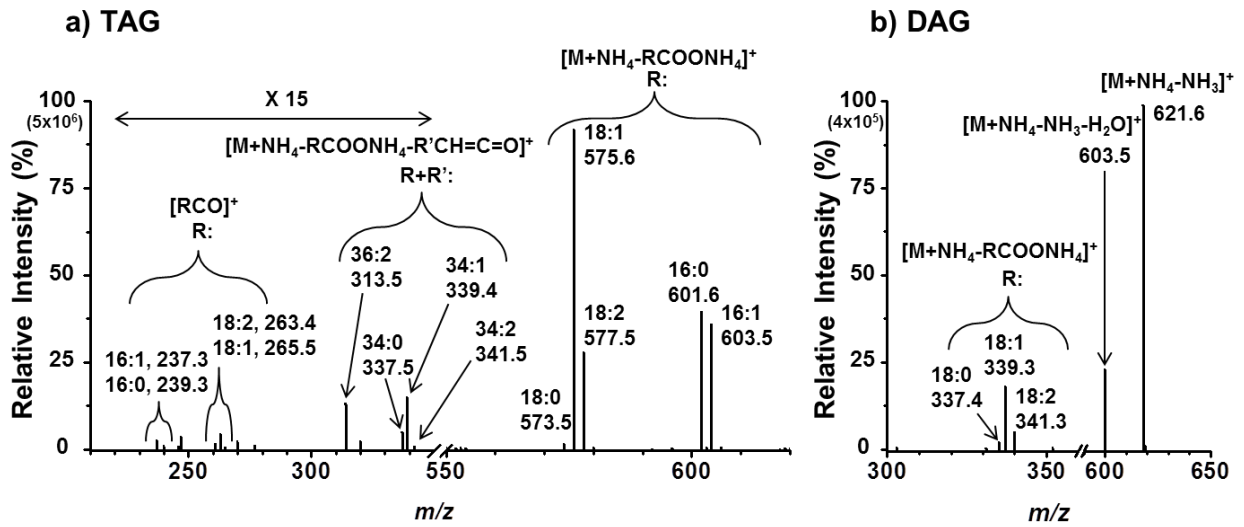 a) TAG
[M+NH₄-RCOONH₄]⁺
R:
X 15
[M+NH₄-RCOONH₄-R’CH=C=O]⁺
R+R’:
[RCO]⁺
R:
18:1
575.6
36:2
313.5
34:1
339.4
16:0
601.6
16:1
603.5
18:2, 263.4
18:1, 265.5
16:1, 237.3
16:0, 239.3
34:0
337.5
34:2
341.5
18:2
577.5
18:0
573.5
Relative Intensity (%)
100
(5x10⁶)
75
50
25
0
250
300
550
600
m/z
b) DAG
[M+NH₄-NH₃]⁺
621.6
[M+NH₄-NH₃-H₂O]⁺
603.5
[M+NH₄-RCOONH₄]⁺
R:
18:1
339.3
18:0
337.4
18:2
341.3
Relative Intensity (%)
100
(4x10⁵)
75
50
25
0
300
350
600
650
m/z